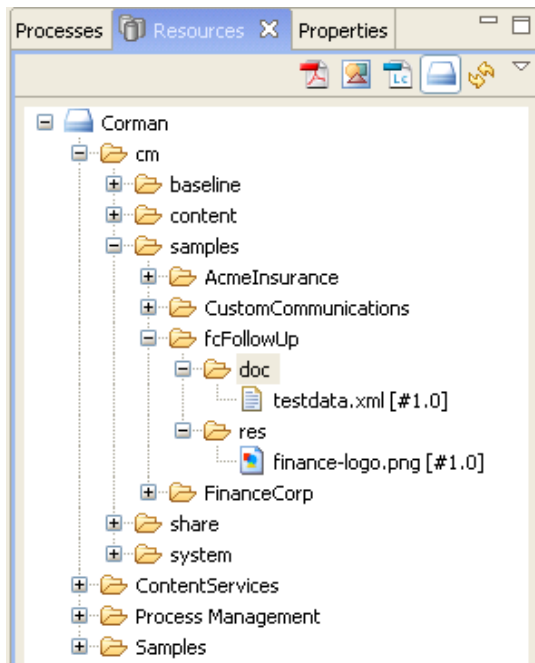 Processes Resources Properties
Lc
Corman
cm
baseline
content
samples
AcmeInsurance
CustomCommunications
fcFollowUp
doc
testdata.xml [#1.0]
res
finance-logo.png [#1.0]
FinanceCorp
share
system
ContentServices
Process Management
Samples